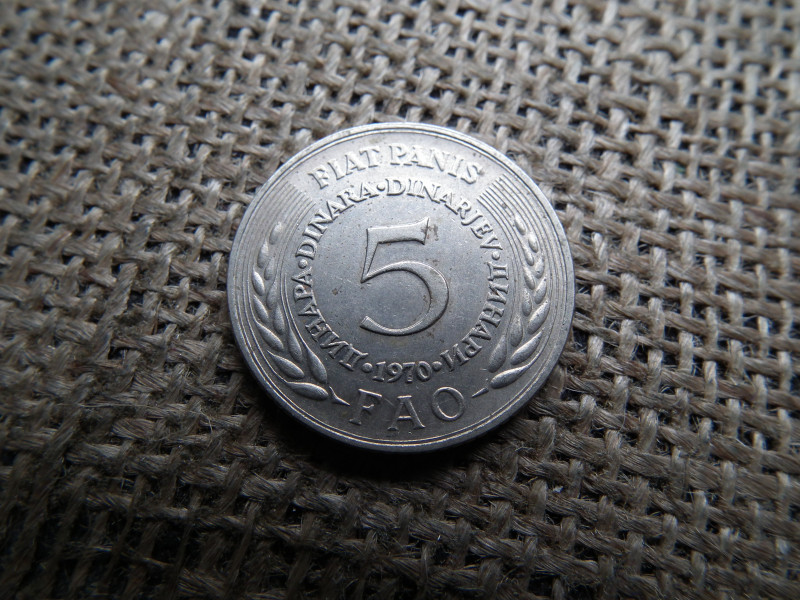 FIAT PANIS
ДИНАРА·DINARA·DINARJEV·ДИНАРИ
5
·1970·
FAO